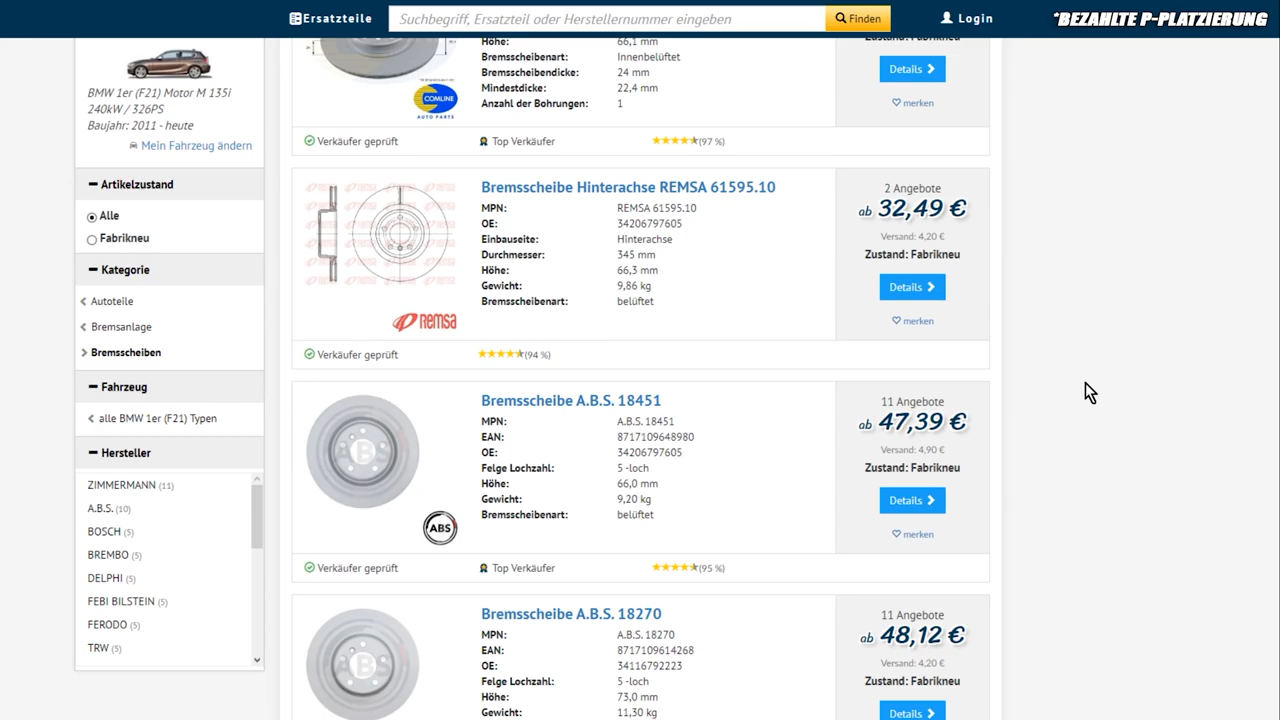 Ersatzteile
Suchbegriff, Ersatzteil oder Herstellernummer eingeben
Finden
Login
*BEZAHLTE P-PLATZIERUNG
BMW 1er (F21) Motor M 135i
240kW / 326PS
Baujahr: 2011 - heute
Mein Fahrzeug ändern
Artikelzustand
Alle
Fabrikneu
Kategorie
Autoteile
Bremsanlage
Bremsscheiben
Fahrzeug
alle BMW 1er (F21) Typen
Hersteller
ZIMMERMANN (11)
A.B.S. (10)
BOSCH (5)
BREMBO (5)
DELPHI (5)
FEBI BILSTEIN (5)
FERODO (5)
TRW (5)
COMLINE
AUTO PARTS
Höhe: 66,1 mm
Bremsscheibenart: Innenbelüftet
Bremsscheibendicke: 24 mm
Mindestdicke: 22,4 mm
Anzahl der Bohrungen: 1
Zustand: Fabrikneu
Details
merken
Verkäufer geprüft
Top Verkäufer
(97 %)
REMSA
Bremsscheibe Hinterachse REMSA 61595.10
MPN: REMSA 61595.10
OE: 34206797605
Einbauseite: Hinterachse
Durchmesser: 345 mm
Höhe: 66,3 mm
Gewicht: 9,86 kg
Bremsscheibenart: belüftet
2 Angebote
ab 32,49 €
Versand: 4,20 €
Zustand: Fabrikneu
Details
merken
Verkäufer geprüft
(94 %)
ABS
Bremsscheibe A.B.S. 18451
MPN: A.B.S. 18451
EAN: 8717109648980
OE: 34206797605
Felge Lochzahl: 5 -loch
Höhe: 66,0 mm
Gewicht: 9,20 kg
Bremsscheibenart: belüftet
11 Angebote
ab 47,39 €
Versand: 4,90 €
Zustand: Fabrikneu
Details
merken
Verkäufer geprüft
Top Verkäufer
(95 %)
Bremsscheibe A.B.S. 18270
MPN: A.B.S. 18270
EAN: 8717109614268
OE: 34116792223
Felge Lochzahl: 5 -loch
Höhe: 73,0 mm
Gewicht: 11,30 kg
11 Angebote
ab 48,12 €
Versand: 4,20 €
Zustand: Fabrikneu
Details